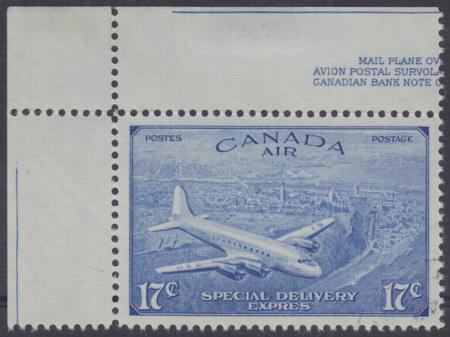 MAIL PLANE OV
AVION POSTAL SURVOLA
CANADIAN BANK NOTE C
POSTES CANADA POSTAGE
AIR
17¢ SPECIAL DELIVERY 17¢
EXPRES